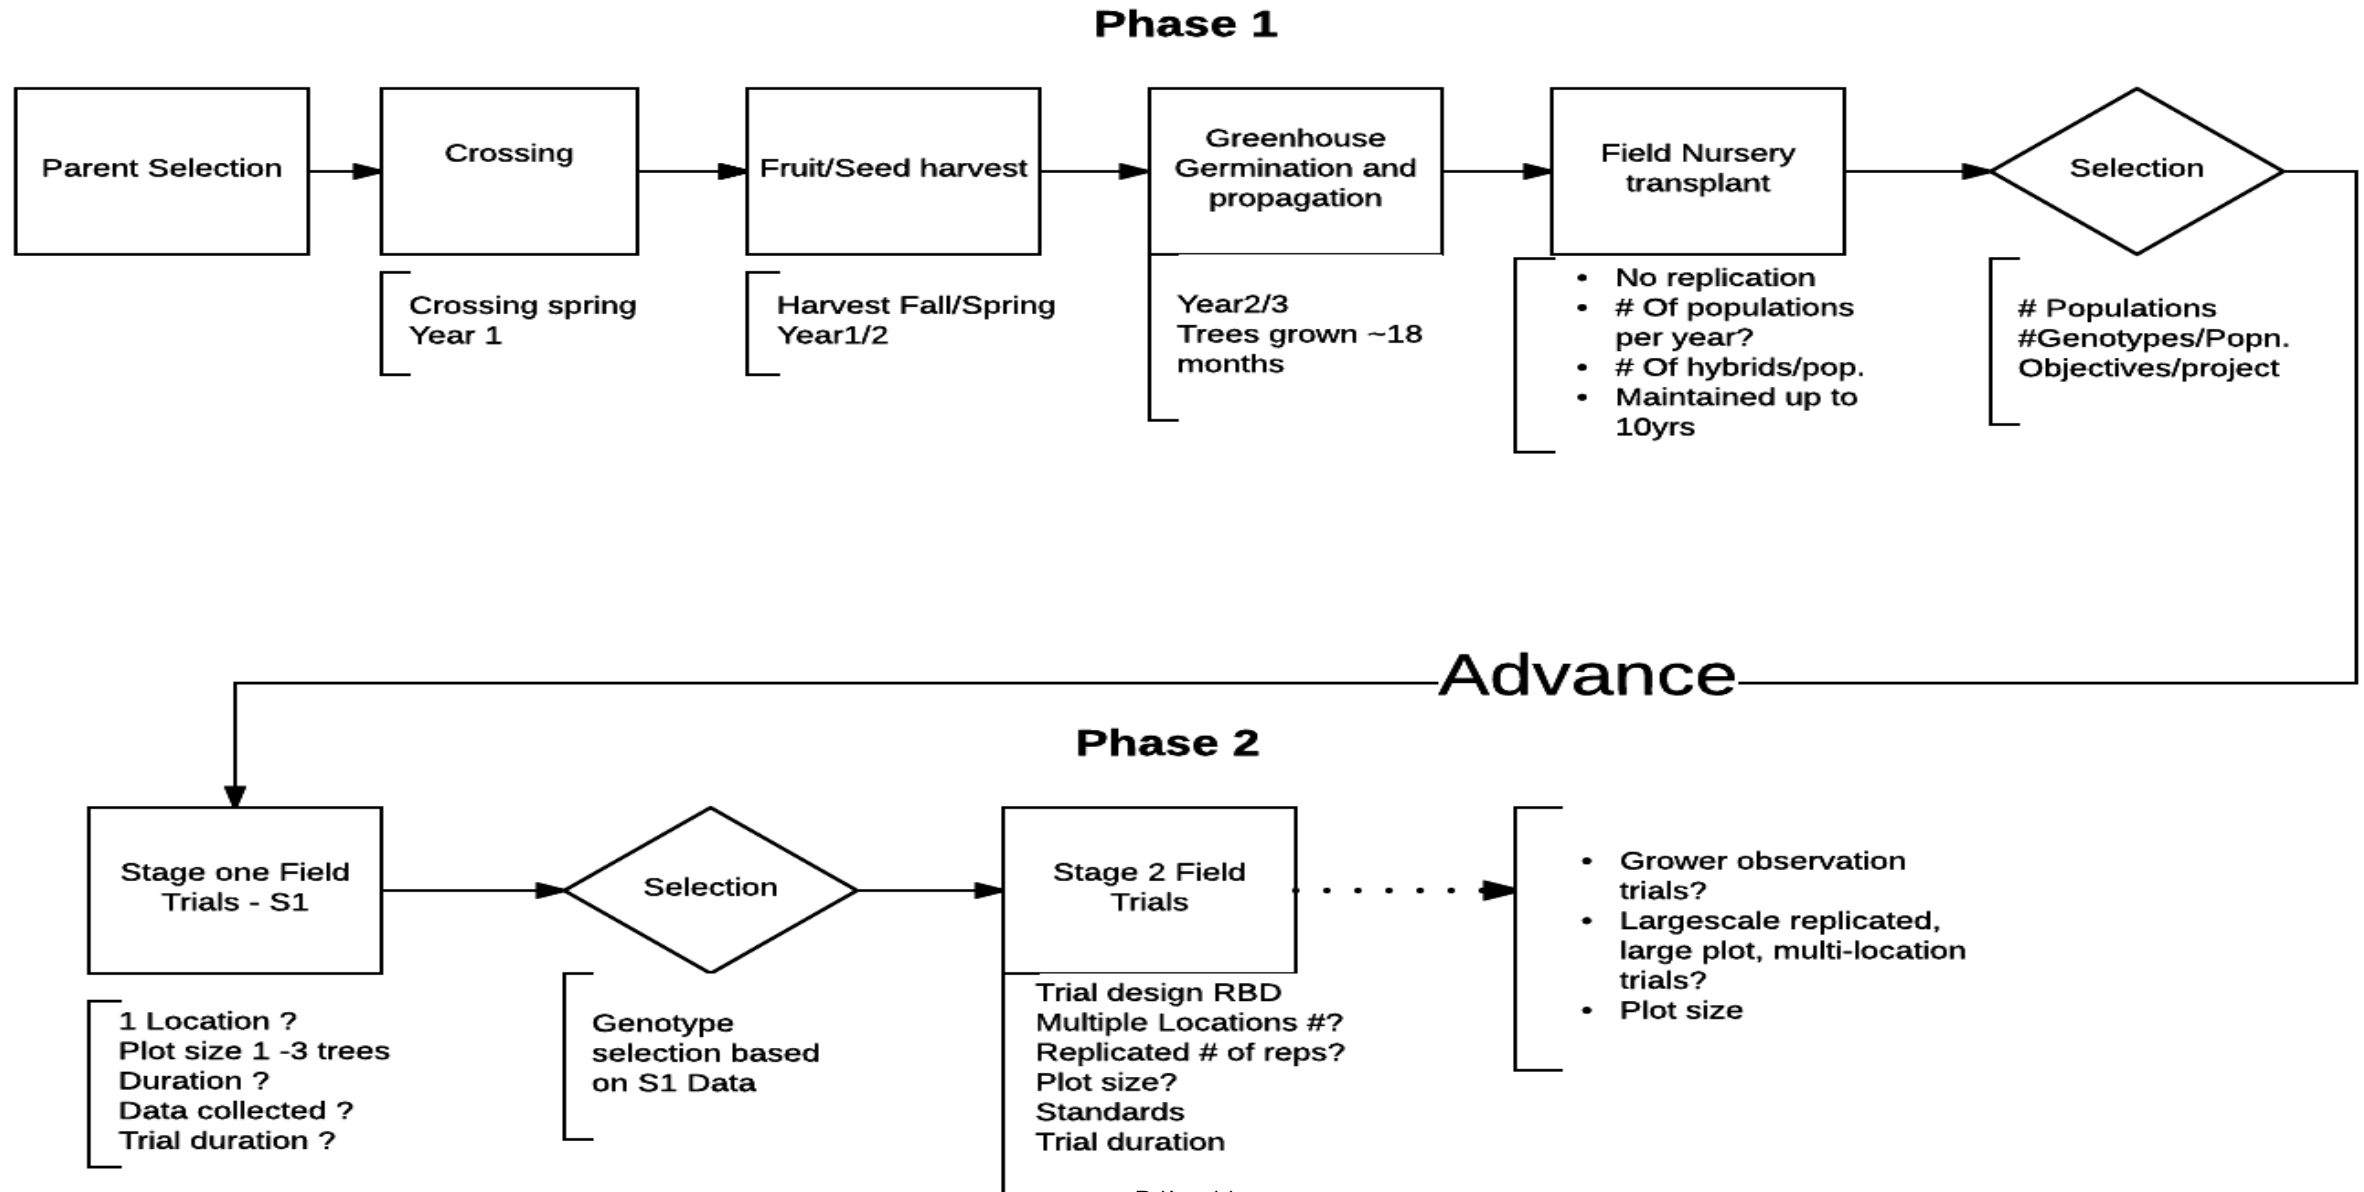 Phase 1
Parent Selection
Crossing
Fruit/Seed harvest
Greenhouse
Germination and
propagation
Field Nursery
transplant
Selection
Crossing spring
Year 1
Harvest Fall/Spring
Year1/2
Year2/3
Trees grown ~18
months
• No replication
• # Of populations
per year?
• # Of hybrids/pop.
• Maintained up to
10yrs
# Populations
#Genotypes/Popn.
Objectives/project
Advance
Phase 2
Stage one Field
Trials - S1
Selection
Stage 2 Field
Trials
• Grower observation
trials?
• Largescale replicated,
large plot, multi-location
trials?
• Plot size
1 Location ?
Plot size 1 -3 trees
Duration ?
Data collected ?
Trial duration ?
Genotype
selection based
on S1 Data
Trial design RBD
Multiple Locations #?
Replicated # of reps?
Plot size?
Standards
Trial duration